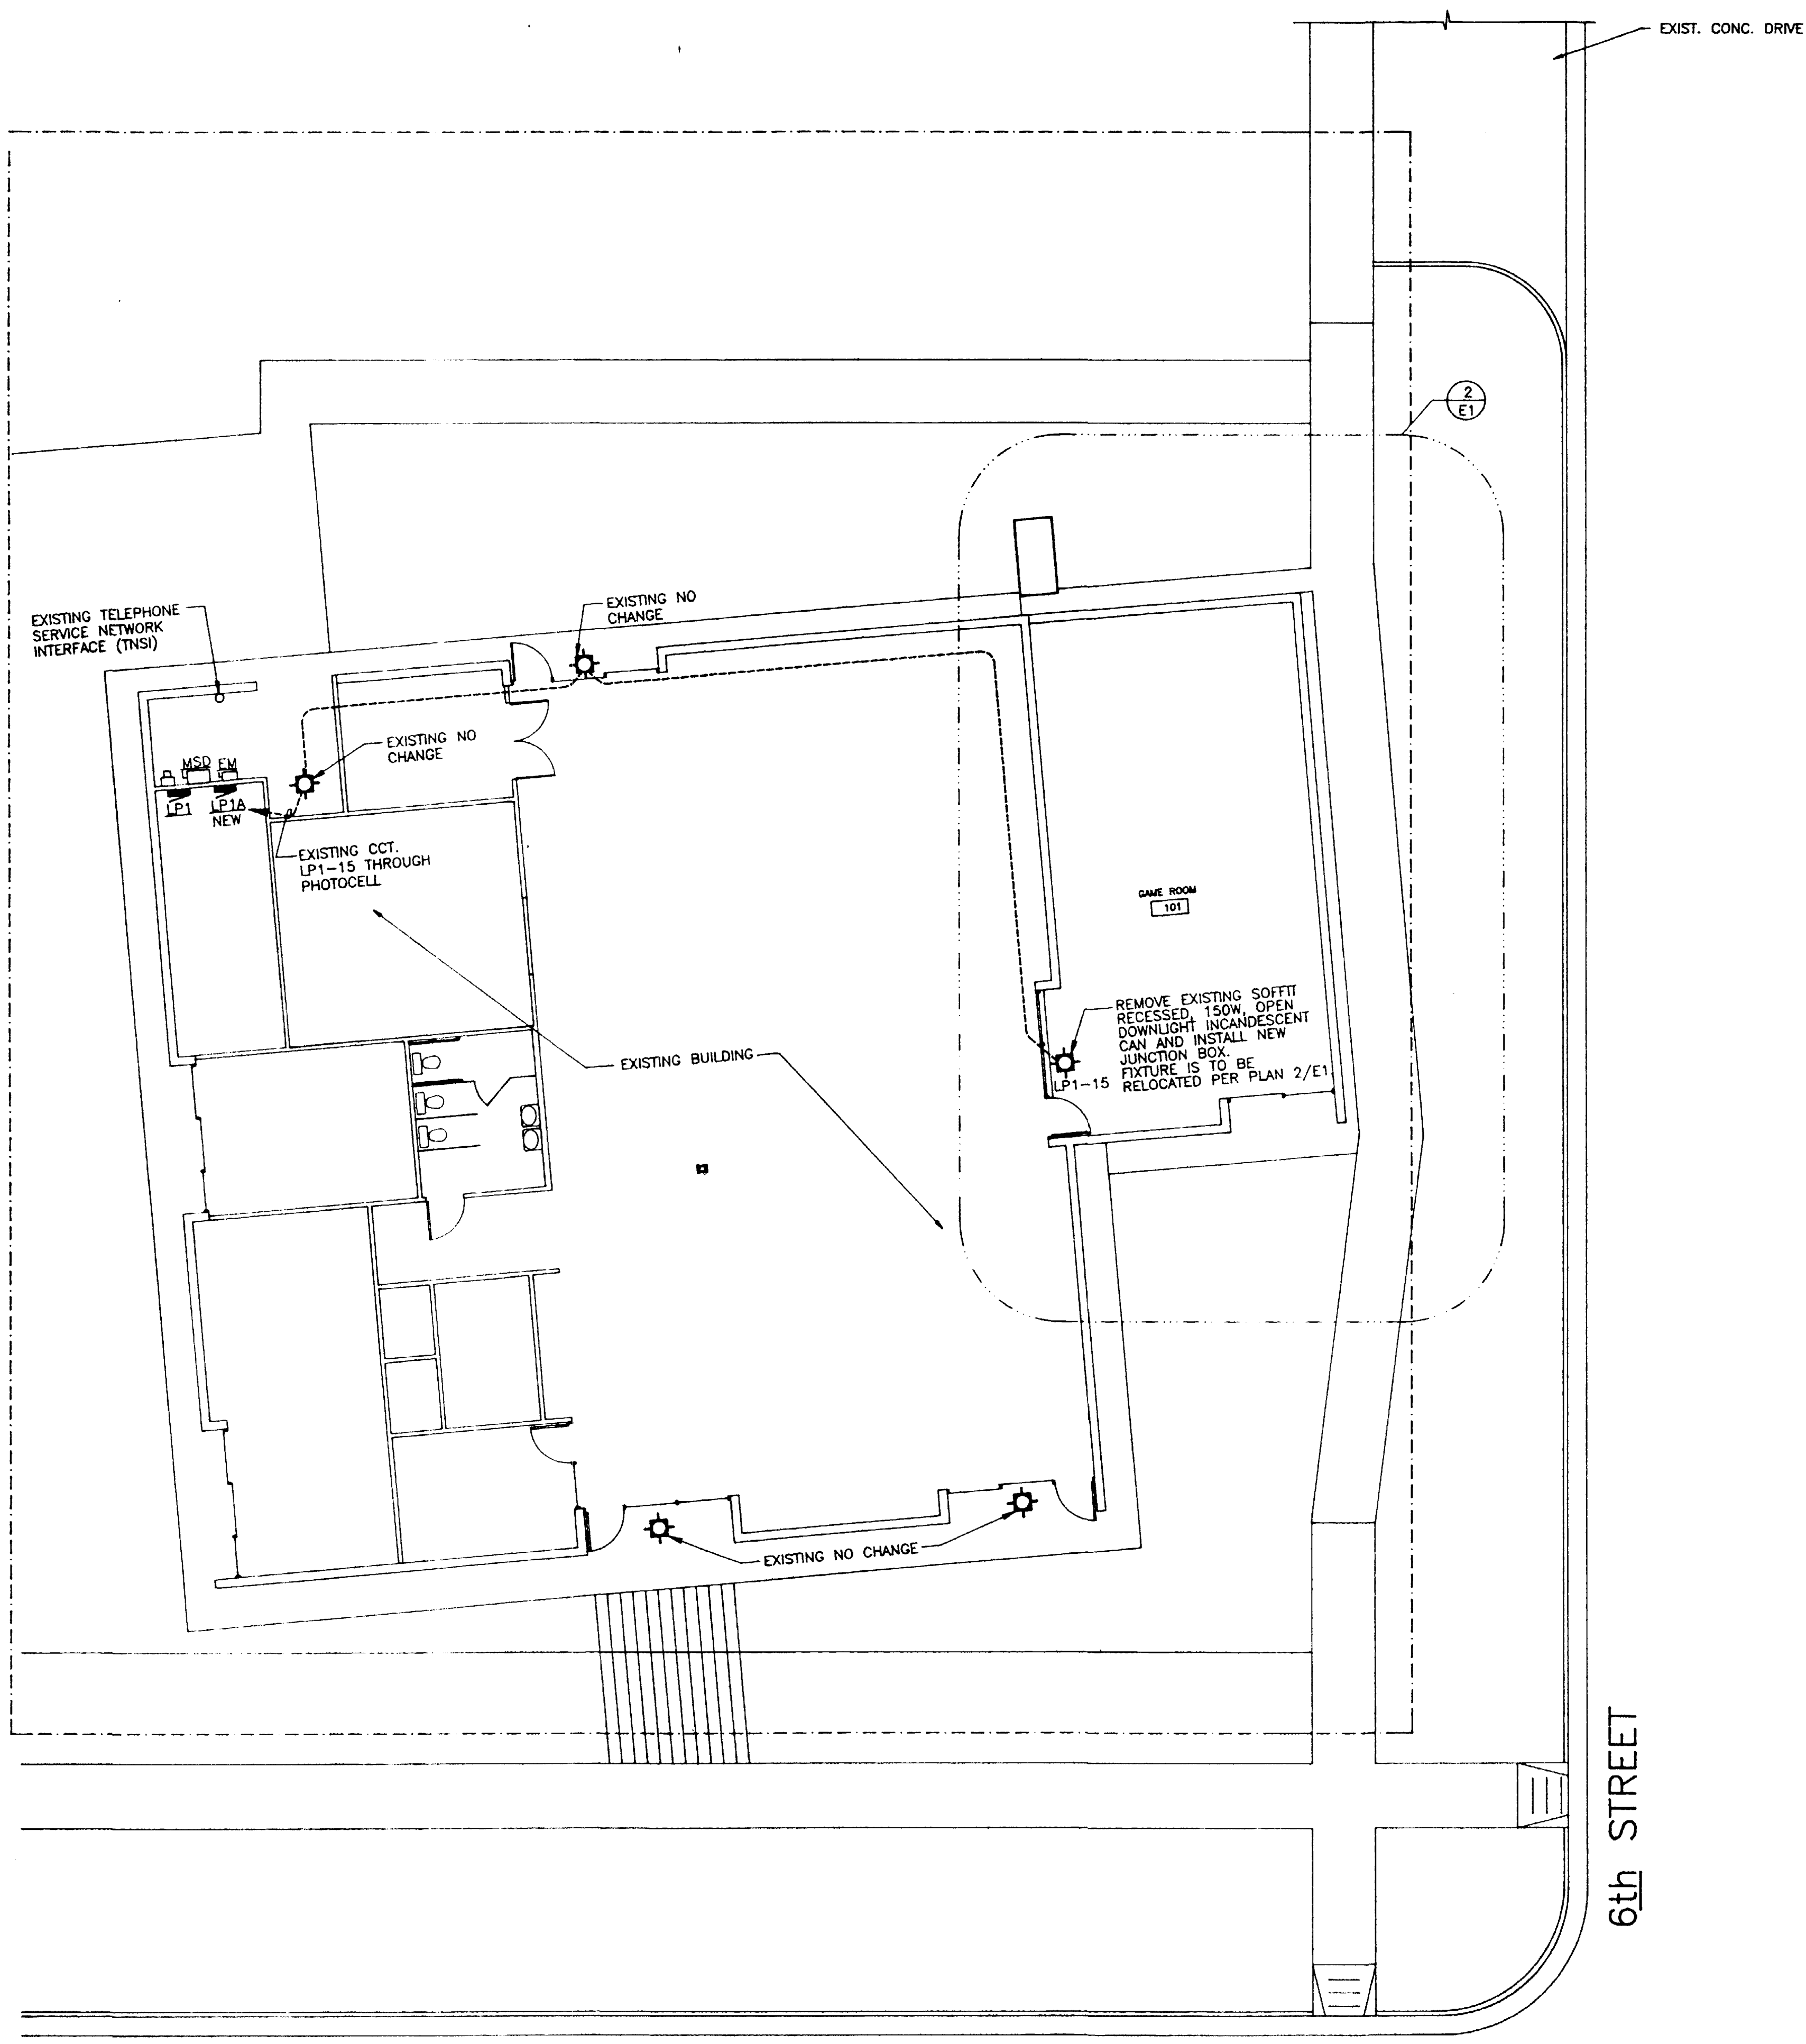 EXIST. CONC. DRIVE
2
E1
EXISTING TELEPHONE
SERVICE NETWORK
INTERFACE (TNSI)
EXISTING NO
CHANGE
EXISTING NO
CHANGE
MSD EM
LP1 LP1A
NEW
EXISTING CCT.
LP1-15 THROUGH
PHOTOCELL
GAME ROOM
101
REMOVE EXISTING SOFFIT
RECESSED, 150W, OPEN
DOWNLIGHT INCANDESCENT
CAN AND INSTALL NEW
JUNCTION BOX.
FIXTURE IS TO BE
RELOCATED PER PLAN 2/E1
LP1-15
EXISTING BUILDING
EXISTING NO CHANGE
6th STREET